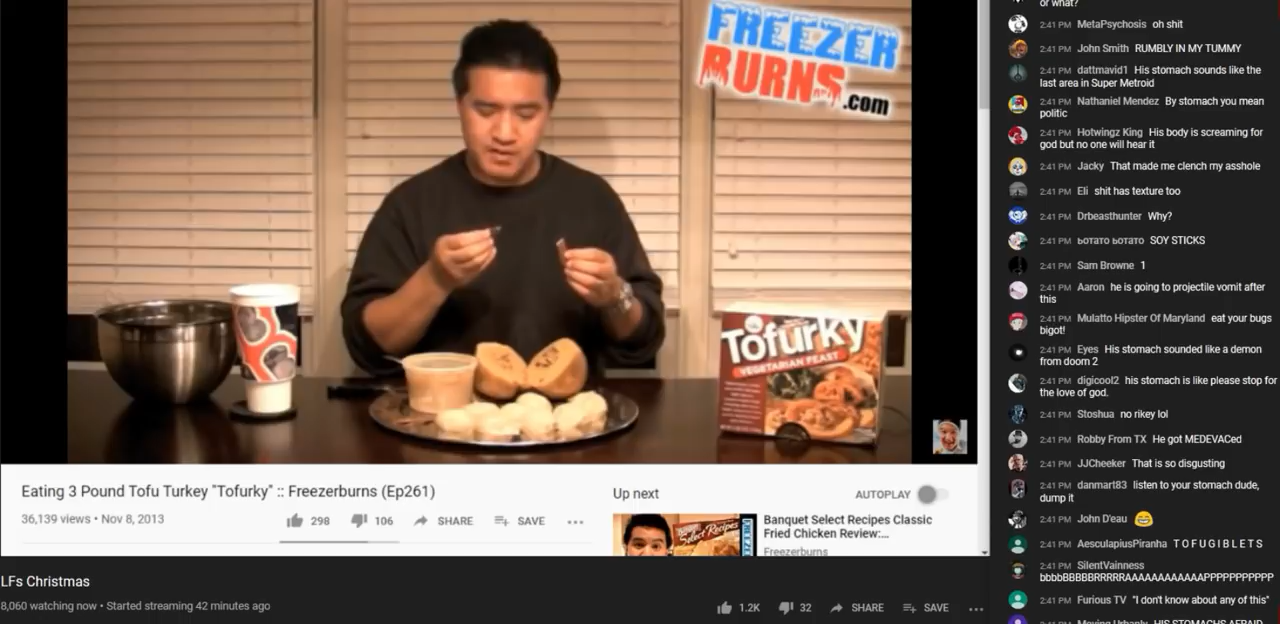 FREEZER
BURNS
.com
Tofurky
VEGETARIAN FEAST
Eating 3 Pound Tofu Turkey "Tofurky" :: Freezerburns (Ep261)
36,139 views • Nov 8, 2013
298
106
SHARE
SAVE
Up next
AUTOPLAY
Select Recipes
Banquet Select Recipes Classic
Fried Chicken Review:...
Freezerburns
LFs Christmas
8,060 watching now • Started streaming 42 minutes ago
1.2K
32
SHARE
SAVE
or what?
2:41 PM MetaPsychosis oh shit
2:41 PM John Smith RUMBLY IN MY TUMMY
2:41 PM dattmavid1 His stomach sounds like the
last area in Super Metroid
2:41 PM Nathaniel Mendez By stomach you mean
politic
2:41 PM Hotwingz King His body is screaming for
god but no one will hear it
2:41 PM Jacky That made me clench my asshole
2:41 PM Eli shit has texture too
2:41 PM Drbeasthunter Why?
2:41 PM ьотато ьотато SOY STICKS
2:41 PM Sam Browne 1
2:41 PM Aaron he is going to projectile vomit after
this
2:41 PM Mulatto Hipster Of Maryland eat your bugs
bigot!
2:41 PM Eyes His stomach sounded like a demon
from doom 2
2:41 PM digicool2 his stomach is like please stop for
the love of god.
2:41 PM Stoshua no rikey lol
2:41 PM Robby From TX He got MEDEVACed
2:41 PM JJCheeker That is so disgusting
2:41 PM danmart83 listen to your stomach dude,
dump it
2:41 PM John D'eau
2:41 PM AesculapiusPiranha T O F U G I B L E T S
2:41 PM SilentVainness
bbbbBBBBBRRRRRAAAAAAAAAAAAPPPPPPPPPPP
2:41 PM Furious TV "I don't know about any of this"
2:41 PM Moving Urbanly HIS STOMACHS AFRAID